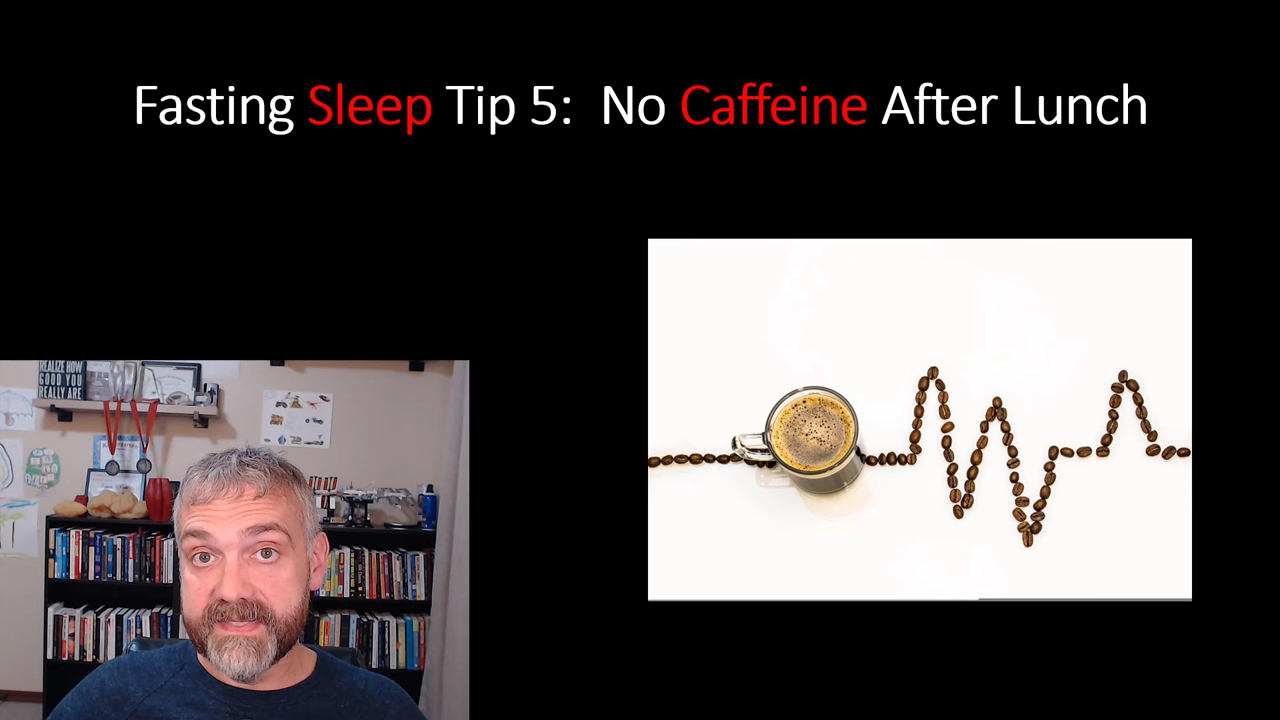 Fasting Sleep Tip 5: No Caffeine After Lunch
REALIZE HOW
GOOD YOU
REALLY ARE